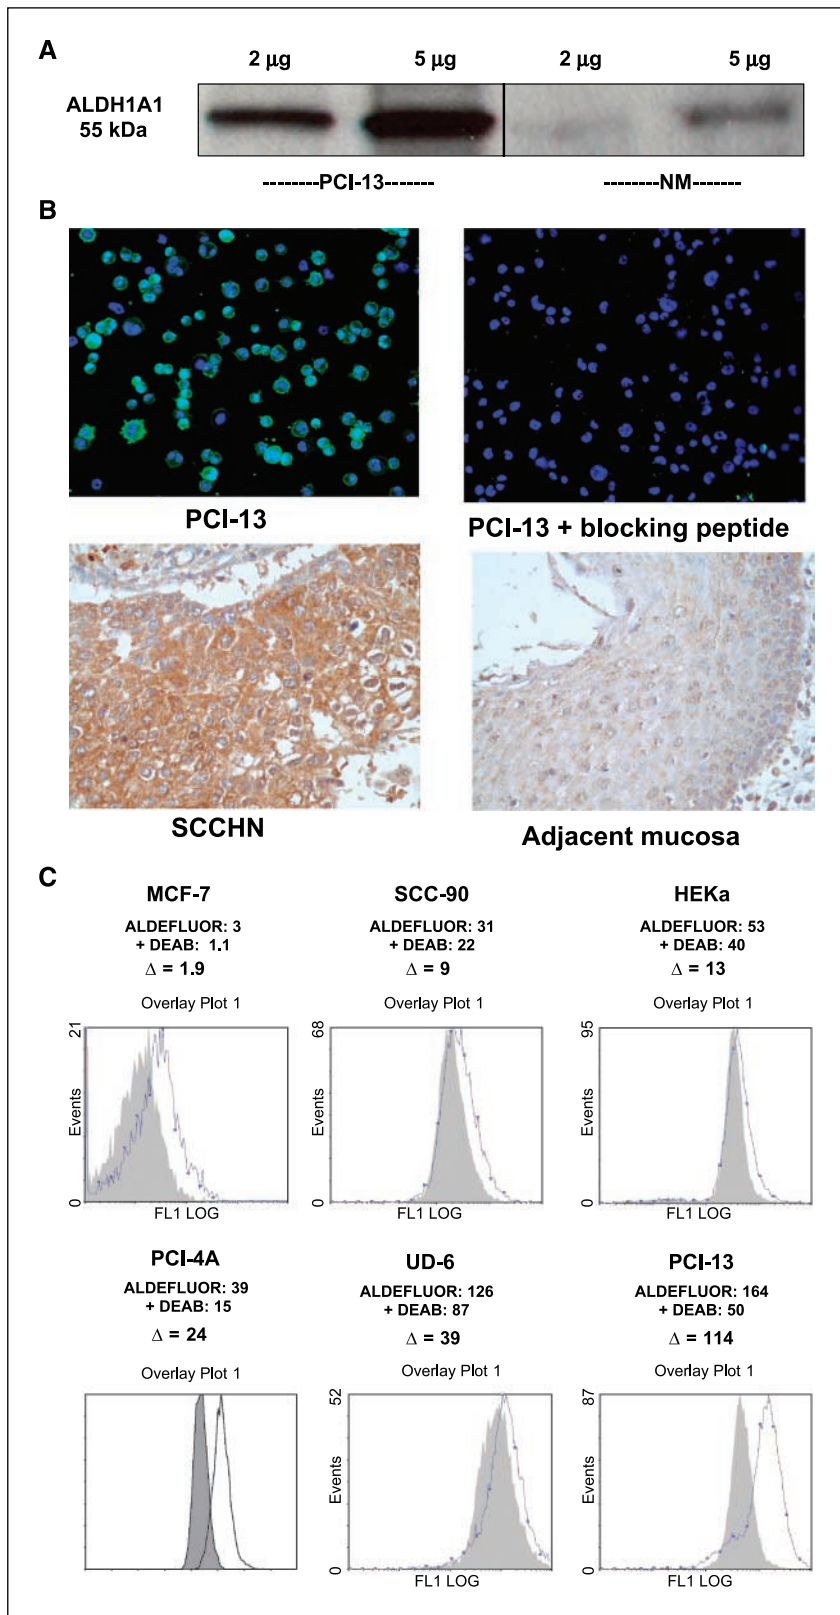 A
2 µg 5 µg 2 µg 5 µg
ALDH1A1
55 kDa
--------PCI-13------- --------NM-------
B
PCI-13
PCI-13 + blocking peptide
SCCHN
Adjacent mucosa
C
MCF-7
ALDEFLUOR: 3
+ DEAB: 1.1
Δ = 1.9
Overlay Plot 1
21
Events
0
FL1 LOG
SCC-90
ALDEFLUOR: 31
+ DEAB: 22
Δ = 9
Overlay Plot 1
68
Events
0
FL1 LOG
HEKa
ALDEFLUOR: 53
+ DEAB: 40
Δ = 13
Overlay Plot 1
95
Events
0
FL1 LOG
PCI-4A
ALDEFLUOR: 39
+ DEAB: 15
Δ = 24
Overlay Plot 1
UD-6
ALDEFLUOR: 126
+ DEAB: 87
Δ = 39
Overlay Plot 1
52
Events
0
FL1 LOG
PCI-13
ALDEFLUOR: 164
+ DEAB: 50
Δ = 114
Overlay Plot 1
87
Events
0
FL1 LOG